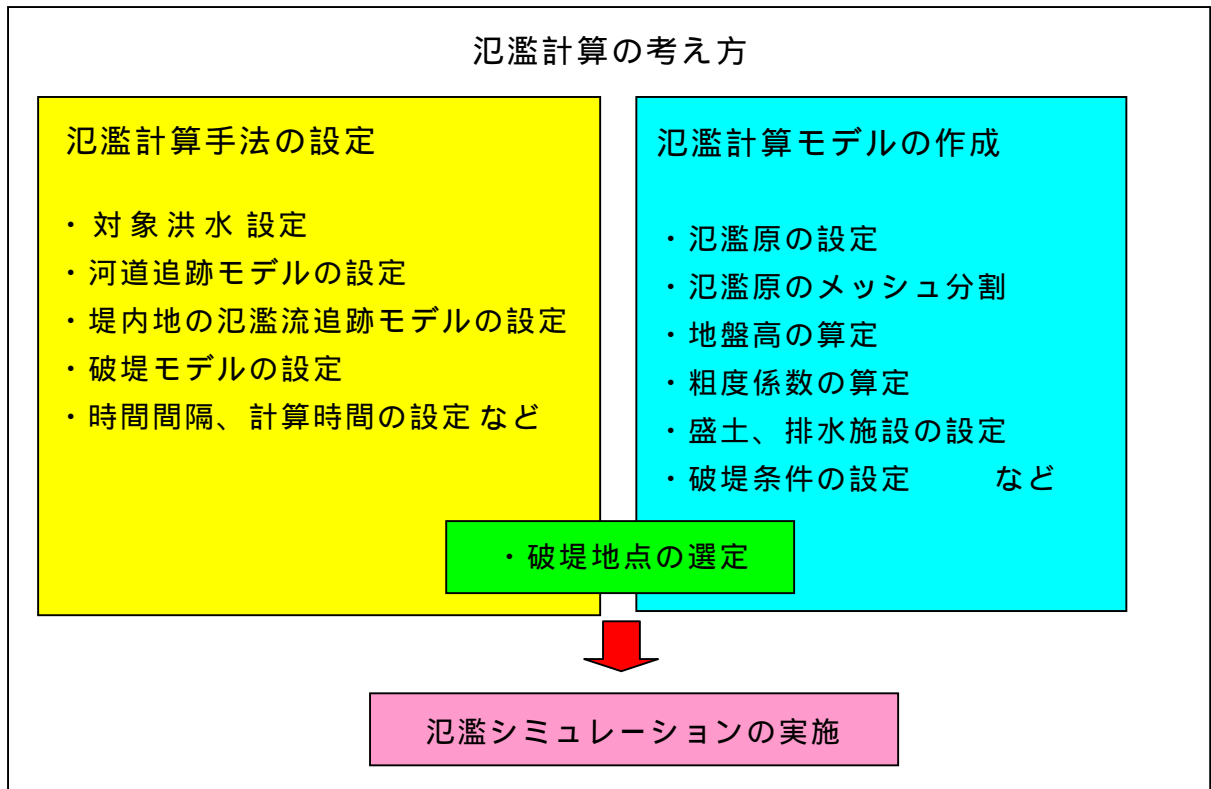 氾濫計算の考え方
氾濫計算手法の設定
・対象洪水 設定
・河道追跡モデルの設定
・堤内地の氾濫流追跡モデルの設定
・破堤モデルの設定
・時間間隔、計算時間の設定 など
氾濫計算モデルの作成
・氾濫原の設定
・氾濫原のメッシュ分割
・地盤高の算定
・粗度係数の算定
・盛土、排水施設の設定
・破堤条件の設定 など
・破堤地点の選定
氾濫シミュレーションの実施